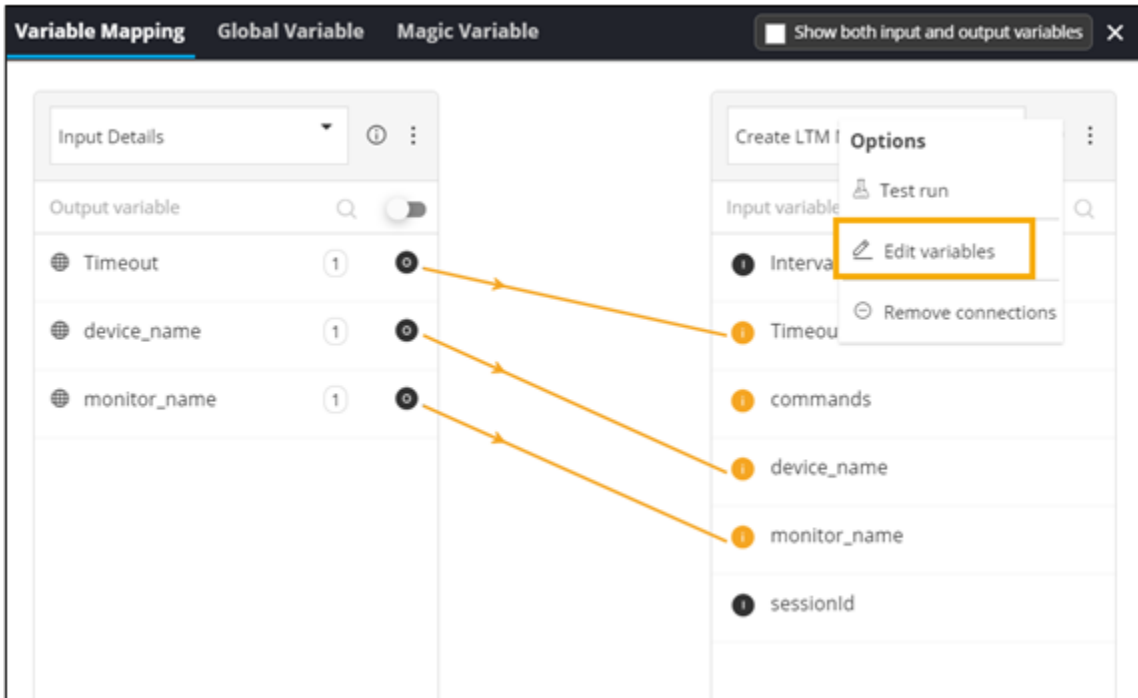 Variable Mapping Global Variable Magic Variable Show both input and output variables
Input Details
Output variable
Timeout 1
device_name 1
monitor_name 1
Create LTM
Input variable
Interva
Timeou
commands
device_name
monitor_name
sessionId
Options
Test run
Edit variables
Remove connections